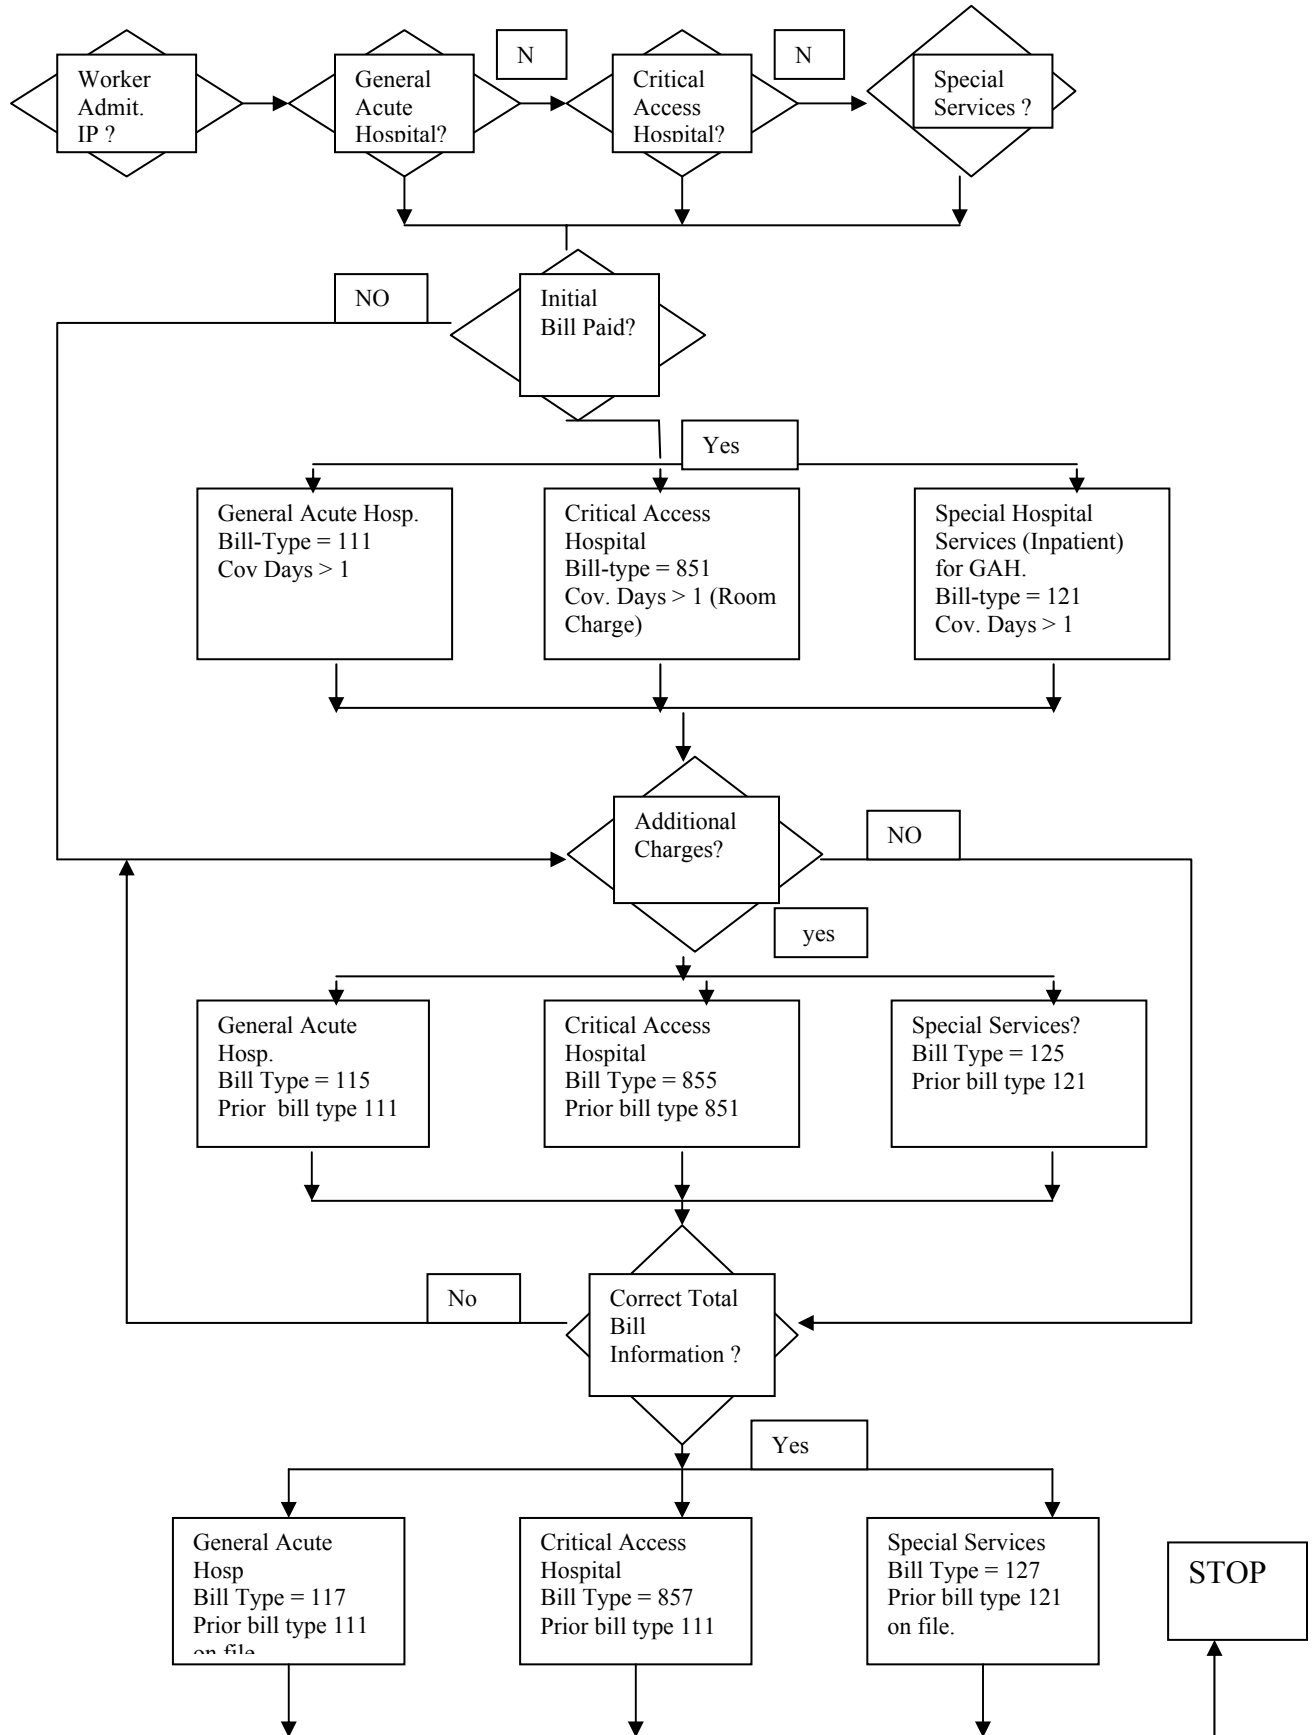 Worker
Admit.
IP ?
General
Acute
Hospital?
N
Critical
Access
Hospital?
N
Special
Services ?
NO
Initial
Bill Paid?
Yes
General Acute Hosp.
Bill-Type = 111
Cov Days > 1
Critical Access
Hospital
Bill-type = 851
Cov. Days > 1 (Room
Charge)
Special Hospital
Services (Inpatient)
for GAH.
Bill-type = 121
Cov. Days > 1
Additional
Charges?
NO
yes
General Acute
Hosp.
Bill Type = 115
Prior bill type 111
Critical Access
Hospital
Bill Type = 855
Prior bill type 851
Special Services?
Bill Type = 125
Prior bill type 121
No
Correct Total
Bill
Information ?
Yes
General Acute
Hosp
Bill Type = 117
Prior bill type 111
on file
Critical Access
Hospital
Bill Type = 857
Prior bill type 111
Special Services
Bill Type = 127
Prior bill type 121
on file.
STOP